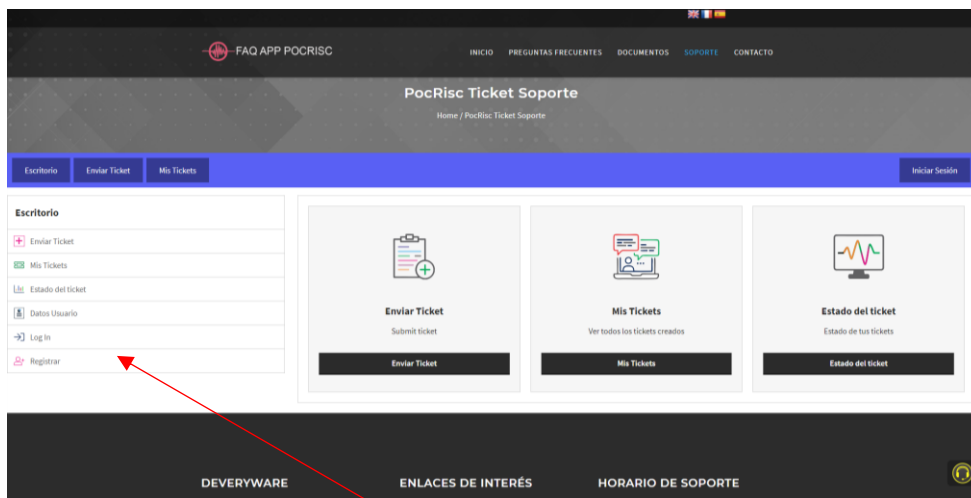 FAQ APP POCRISC
INICIO PREGUNTAS FRECUENTES DOCUMENTOS SOPORTE CONTACTO
PocRisc Ticket Soporte
Home / PocRisc Ticket Soporte
Escritorio Enviar Ticket Mis Tickets Iniciar Sesión
Escritorio
Enviar Ticket
Mis Tickets
Estado del ticket
Datos Usuario
Log In
Registrar
Enviar Ticket
Submit ticket
Enviar Ticket
Mis Tickets
Ver todos los tickets creados
Mis Tickets
Estado del ticket
Estado de tus tickets
Estado del ticket
DEVERYWARE ENLACES DE INTERÉS HORARIO DE SOPORTE